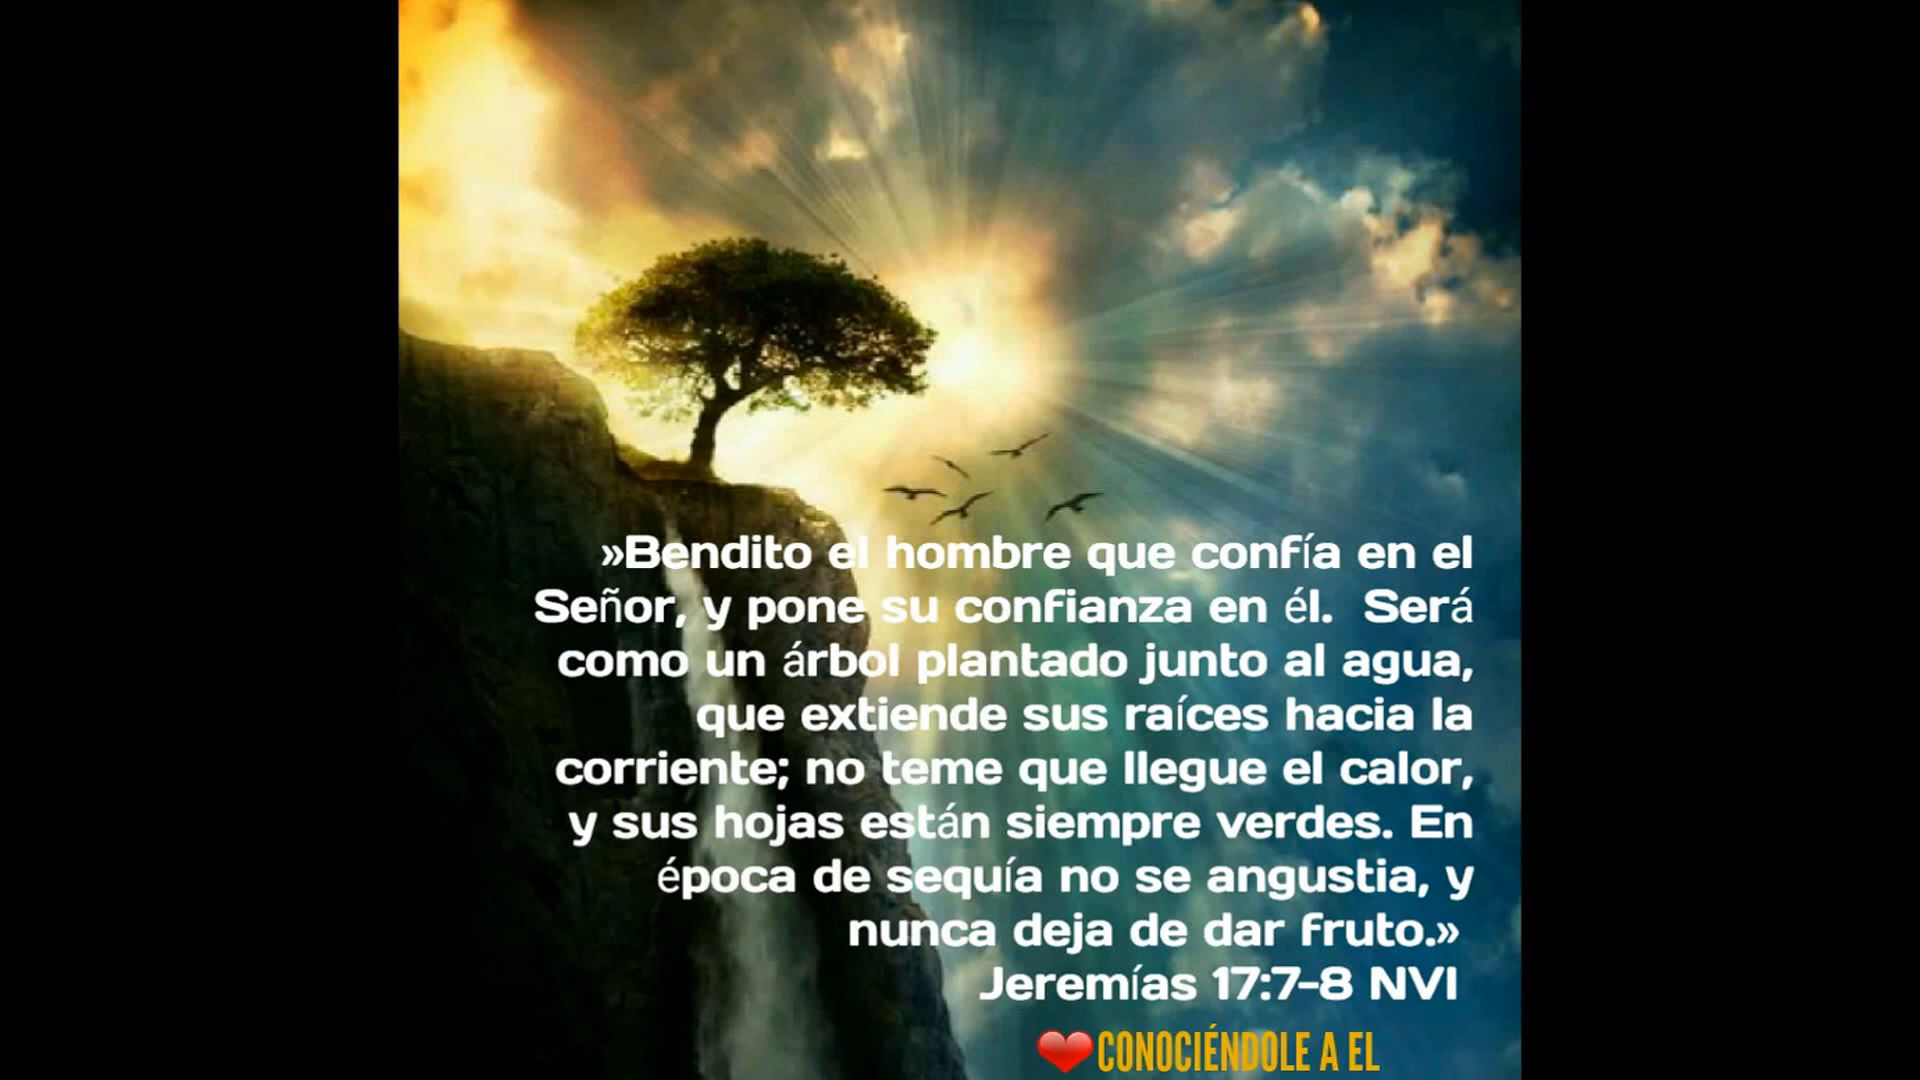 »Bendito el hombre que confía en el
Señor, y pone su confianza en él. Será
como un árbol plantado junto al agua,
que extiende sus raíces hacia la
corriente; no teme que llegue el calor,
y sus hojas están siempre verdes. En
época de sequía no se angustia, y
nunca deja de dar fruto.»
Jeremías 17:7-8 NVI
❤CONOCIÉNDOLE A EL